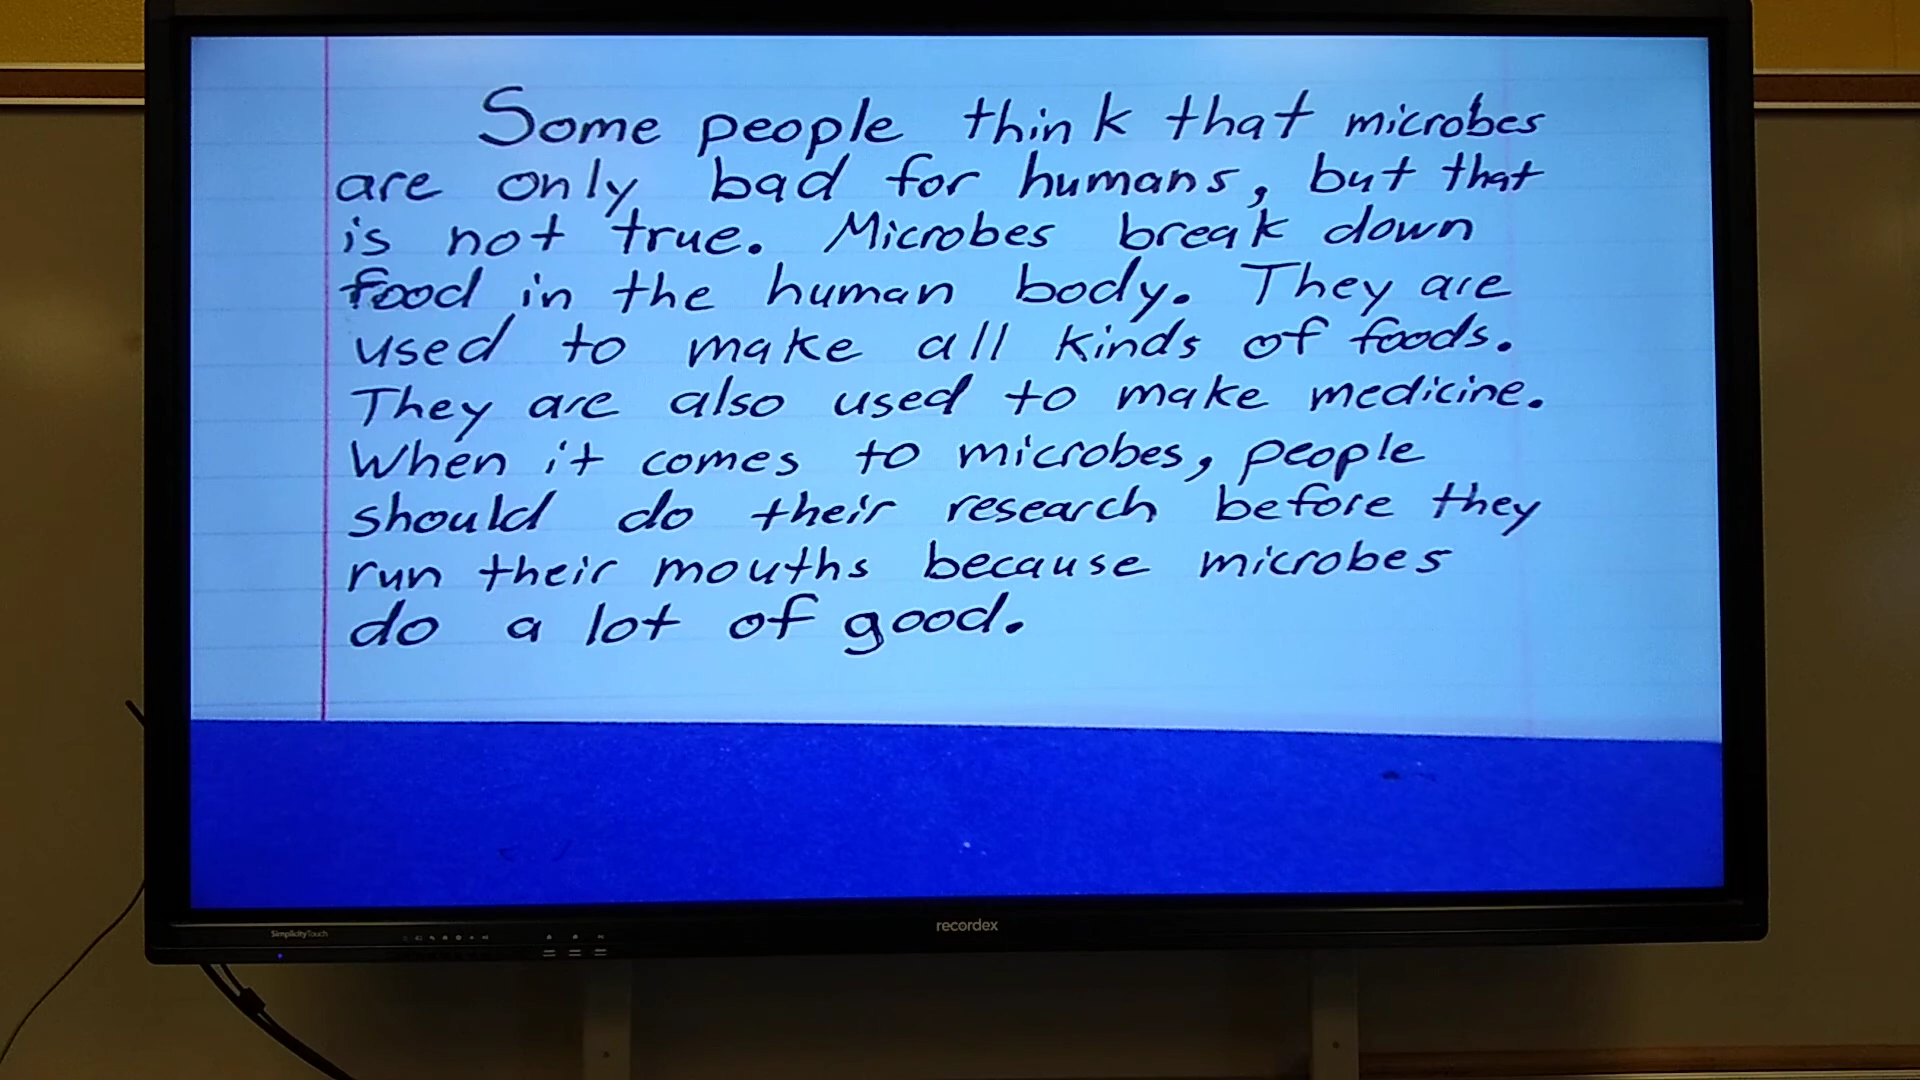 Some people think that microbes
are only bad for humans, but that
is not true. Microbes break down
food in the human body. They are
used to make all kinds of foods.
They are also used to make medicine.
When it comes to microbes, people
should do their research before they
run their mouths because microbes
do a lot of good.
recordex
SimplicityTouch